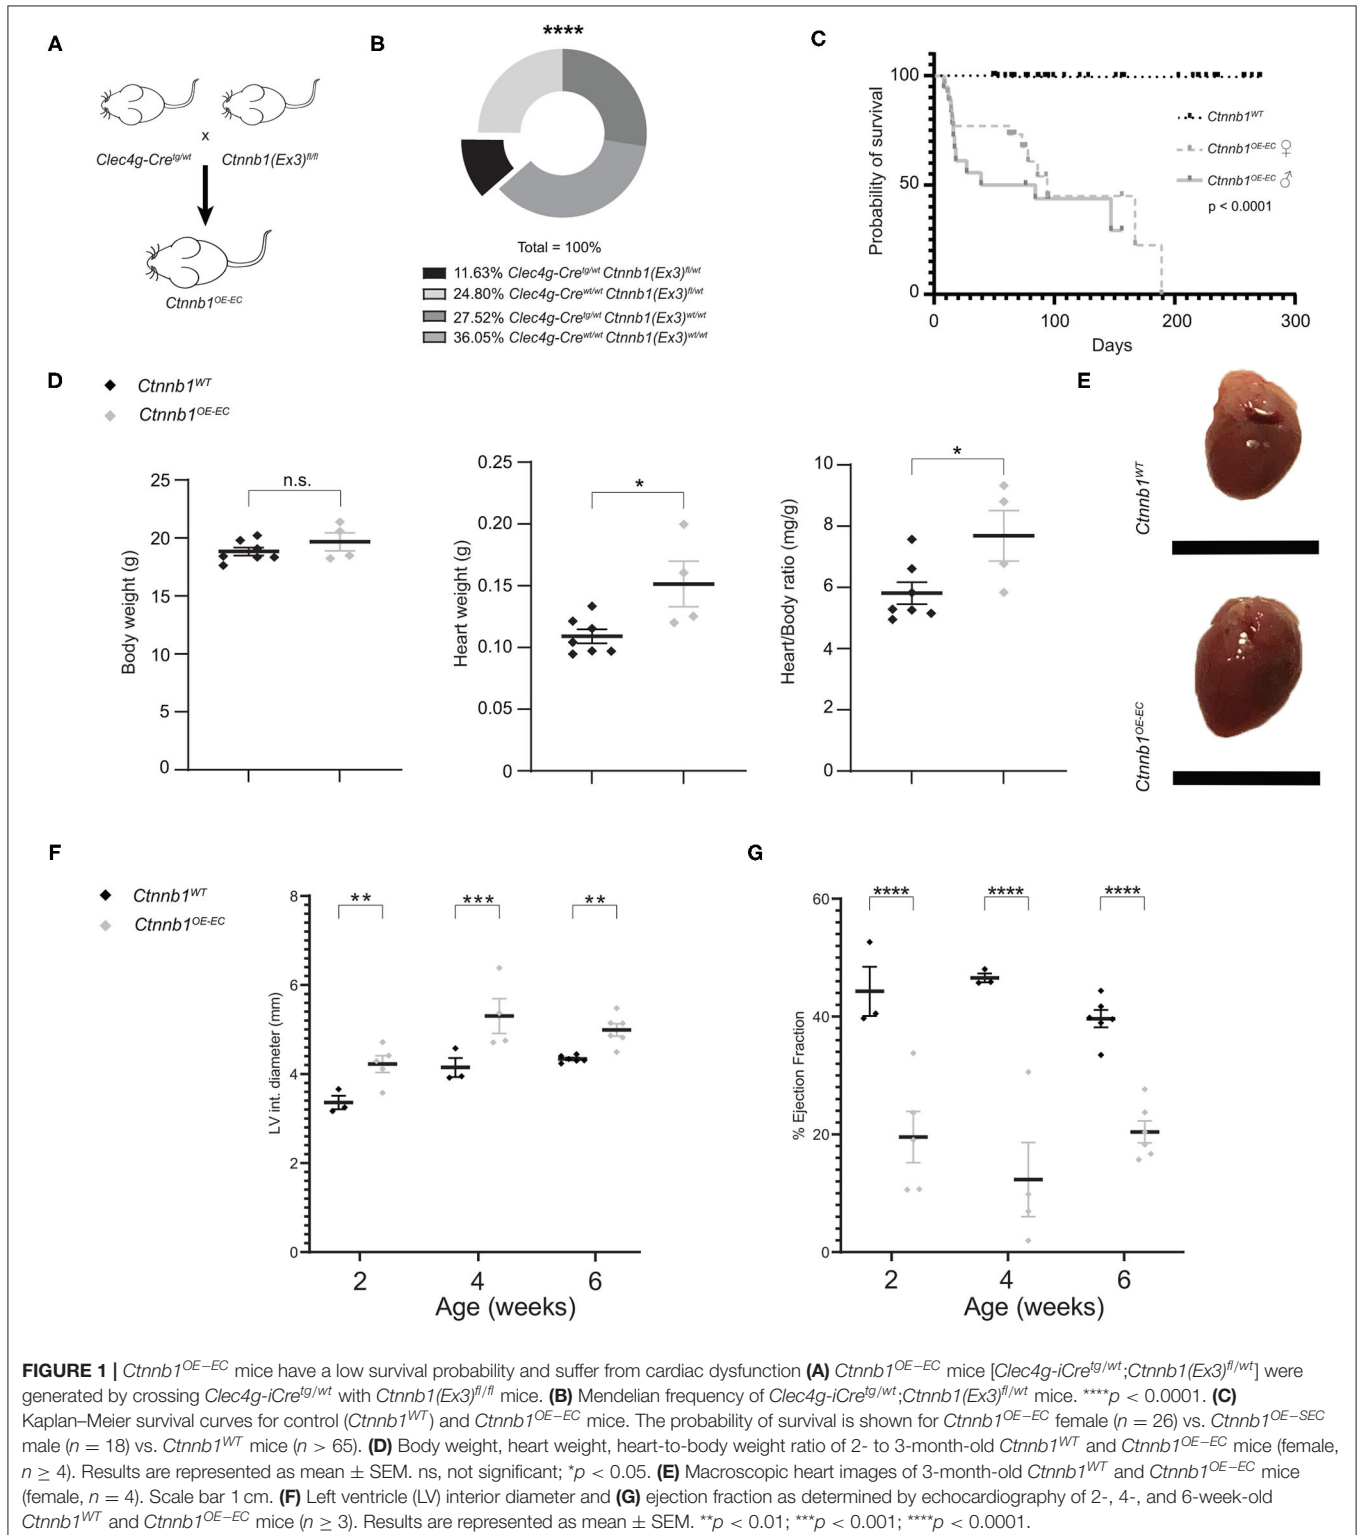 A
x
Clec4g-Cre^tg/wt Ctnnb1(Ex3)^fl/fl
Ctnnb1^OE-EC
B
****
Total = 100%
11.63% Clec4g-Cre^tg/wt Ctnnb1(Ex3)^fl/wt
24.80% Clec4g-Cre^wt/wt Ctnnb1(Ex3)^fl/wt
27.52% Clec4g-Cre^tg/wt Ctnnb1(Ex3)^wt/wt
36.05% Clec4g-Cre^wt/wt Ctnnb1(Ex3)^wt/wt
C
Probability of survival
100
50
0
0 100 200 300
Days
Ctnnb1^WT
Ctnnb1^OE-EC ♀
Ctnnb1^OE-EC ♂
p < 0.0001
D
Ctnnb1^WT
Ctnnb1^OE-EC
Body weight (g)
25
20
15
10
5
0
n.s.
Heart weight (g)
0.25
0.20
0.15
0.10
0.05
0
*
Heart/Body ratio (mg/g)
10
8
6
4
2
0
*
E
Ctnnb1^WT
Ctnnb1^OE-EC
F
Ctnnb1^WT
Ctnnb1^OE-EC
LV int. diameter (mm)
8
6
4
2
0
** *** **
2 4 6
Age (weeks)
G
% Ejection Fraction
60
40
20
0
**** **** ****
2 4 6
Age (weeks)
FIGURE 1 | Ctnnb1^OE−EC mice have a low survival probability and suffer from cardiac dysfunction (A) Ctnnb1^OE−EC mice [Clec4g-iCre^tg/wt;Ctnnb1(Ex3)^fl/wt] were
generated by crossing Clec4g-iCre^tg/wt with Ctnnb1(Ex3)^fl/fl mice. (B) Mendelian frequency of Clec4g-iCre^tg/wt;Ctnnb1(Ex3)^fl/wt mice. ****p < 0.0001. (C)
Kaplan–Meier survival curves for control (Ctnnb1^WT) and Ctnnb1^OE−EC mice. The probability of survival is shown for Ctnnb1^OE−EC female (n = 26) vs. Ctnnb1^OE−SEC
male (n = 18) vs. Ctnnb1^WT mice (n > 65). (D) Body weight, heart weight, heart-to-body weight ratio of 2- to 3-month-old Ctnnb1^WT and Ctnnb1^OE−EC mice (female,
n ≥ 4). Results are represented as mean ± SEM. ns, not significant; *p < 0.05. (E) Macroscopic heart images of 3-month-old Ctnnb1^WT and Ctnnb1^OE−EC mice
(female, n = 4). Scale bar 1 cm. (F) Left ventricle (LV) interior diameter and (G) ejection fraction as determined by echocardiography of 2-, 4-, and 6-week-old
Ctnnb1^WT and Ctnnb1^OE−EC mice (n ≥ 3). Results are represented as mean ± SEM. **p < 0.01; ***p < 0.001; ****p < 0.0001.